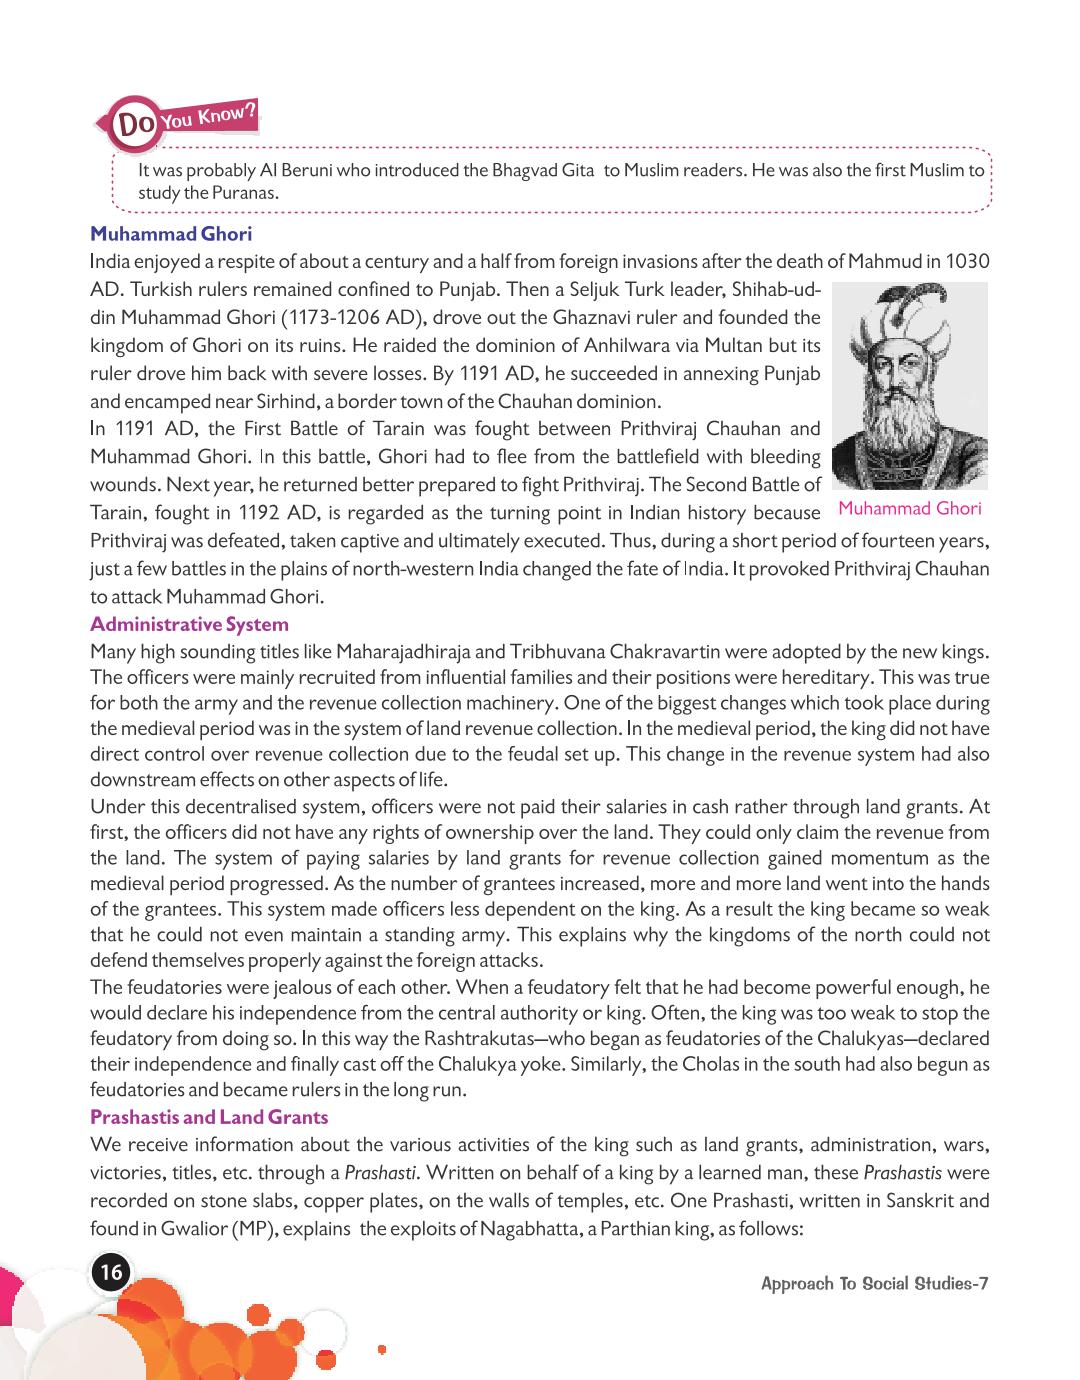 Do You Know?
It was probably Al Beruni who introduced the Bhagvad Gita to Muslim readers. He was also the first Muslim to
study the Puranas.
Muhammad Ghori
India enjoyed a respite of about a century and a half from foreign invasions after the death of Mahmud in 1030
AD. Turkish rulers remained confined to Punjab. Then a Seljuk Turk leader, Shihab-ud-
din Muhammad Ghori (1173-1206 AD), drove out the Ghaznavi ruler and founded the
kingdom of Ghori on its ruins. He raided the dominion of Anhilwara via Multan but its
ruler drove him back with severe losses. By 1191 AD, he succeeded in annexing Punjab
and encamped near Sirhind, a border town of the Chauhan dominion.
In 1191 AD, the First Battle of Tarain was fought between Prithviraj Chauhan and
Muhammad Ghori. In this battle, Ghori had to flee from the battlefield with bleeding
wounds. Next year, he returned better prepared to fight Prithviraj. The Second Battle of
Tarain, fought in 1192 AD, is regarded as the turning point in Indian history because
Muhammad Ghori
Prithviraj was defeated, taken captive and ultimately executed. Thus, during a short period of fourteen years,
just a few battles in the plains of north-western India changed the fate of India. It provoked Prithviraj Chauhan
to attack Muhammad Ghori.
Administrative System
Many high sounding titles like Maharajadhiraja and Tribhuvana Chakravartin were adopted by the new kings.
The officers were mainly recruited from influential families and their positions were hereditary. This was true
for both the army and the revenue collection machinery. One of the biggest changes which took place during
the medieval period was in the system of land revenue collection. In the medieval period, the king did not have
direct control over revenue collection due to the feudal set up. This change in the revenue system had also
downstream effects on other aspects of life.
Under this decentralised system, officers were not paid their salaries in cash rather through land grants. At
first, the officers did not have any rights of ownership over the land. They could only claim the revenue from
the land. The system of paying salaries by land grants for revenue collection gained momentum as the
medieval period progressed. As the number of grantees increased, more and more land went into the hands
of the grantees. This system made officers less dependent on the king. As a result the king became so weak
that he could not even maintain a standing army. This explains why the kingdoms of the north could not
defend themselves properly against the foreign attacks.
The feudatories were jealous of each other. When a feudatory felt that he had become powerful enough, he
would declare his independence from the central authority or king. Often, the king was too weak to stop the
feudatory from doing so. In this way the Rashtrakutas—who began as feudatories of the Chalukyas—declared
their independence and finally cast off the Chalukya yoke. Similarly, the Cholas in the south had also begun as
feudatories and became rulers in the long run.
Prashastis and Land Grants
We receive information about the various activities of the king such as land grants, administration, wars,
victories, titles, etc. through a Prashasti. Written on behalf of a king by a learned man, these Prashastis were
recorded on stone slabs, copper plates, on the walls of temples, etc. One Prashasti, written in Sanskrit and
found in Gwalior (MP), explains the exploits of Nagabhatta, a Parthian king, as follows:
16
Approach To Social Studies-7